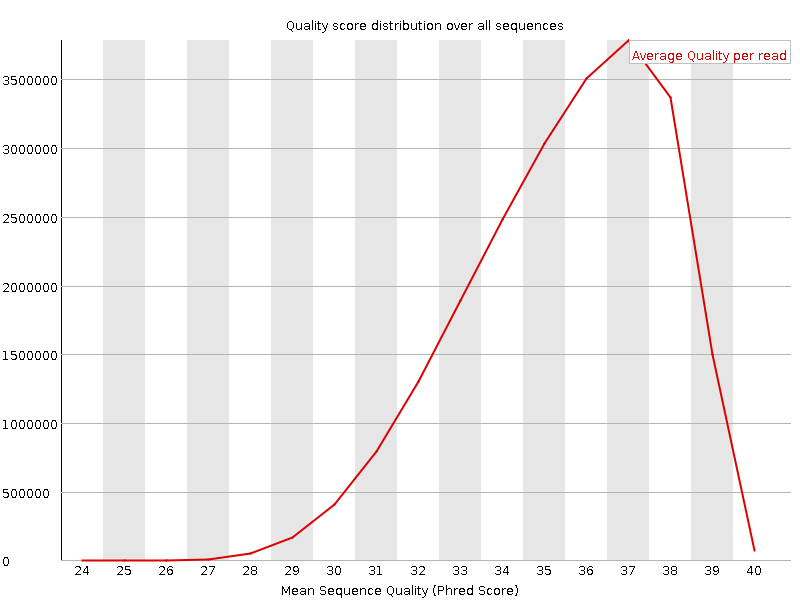 Quality score distribution over all sequences
Average Quality per read
3500000
3000000
2500000
2000000
1500000
1000000
500000
0
24 25 26 27 28 29 30 31 32 33 34 35 36 37 38 39 40
Mean Sequence Quality (Phred Score)